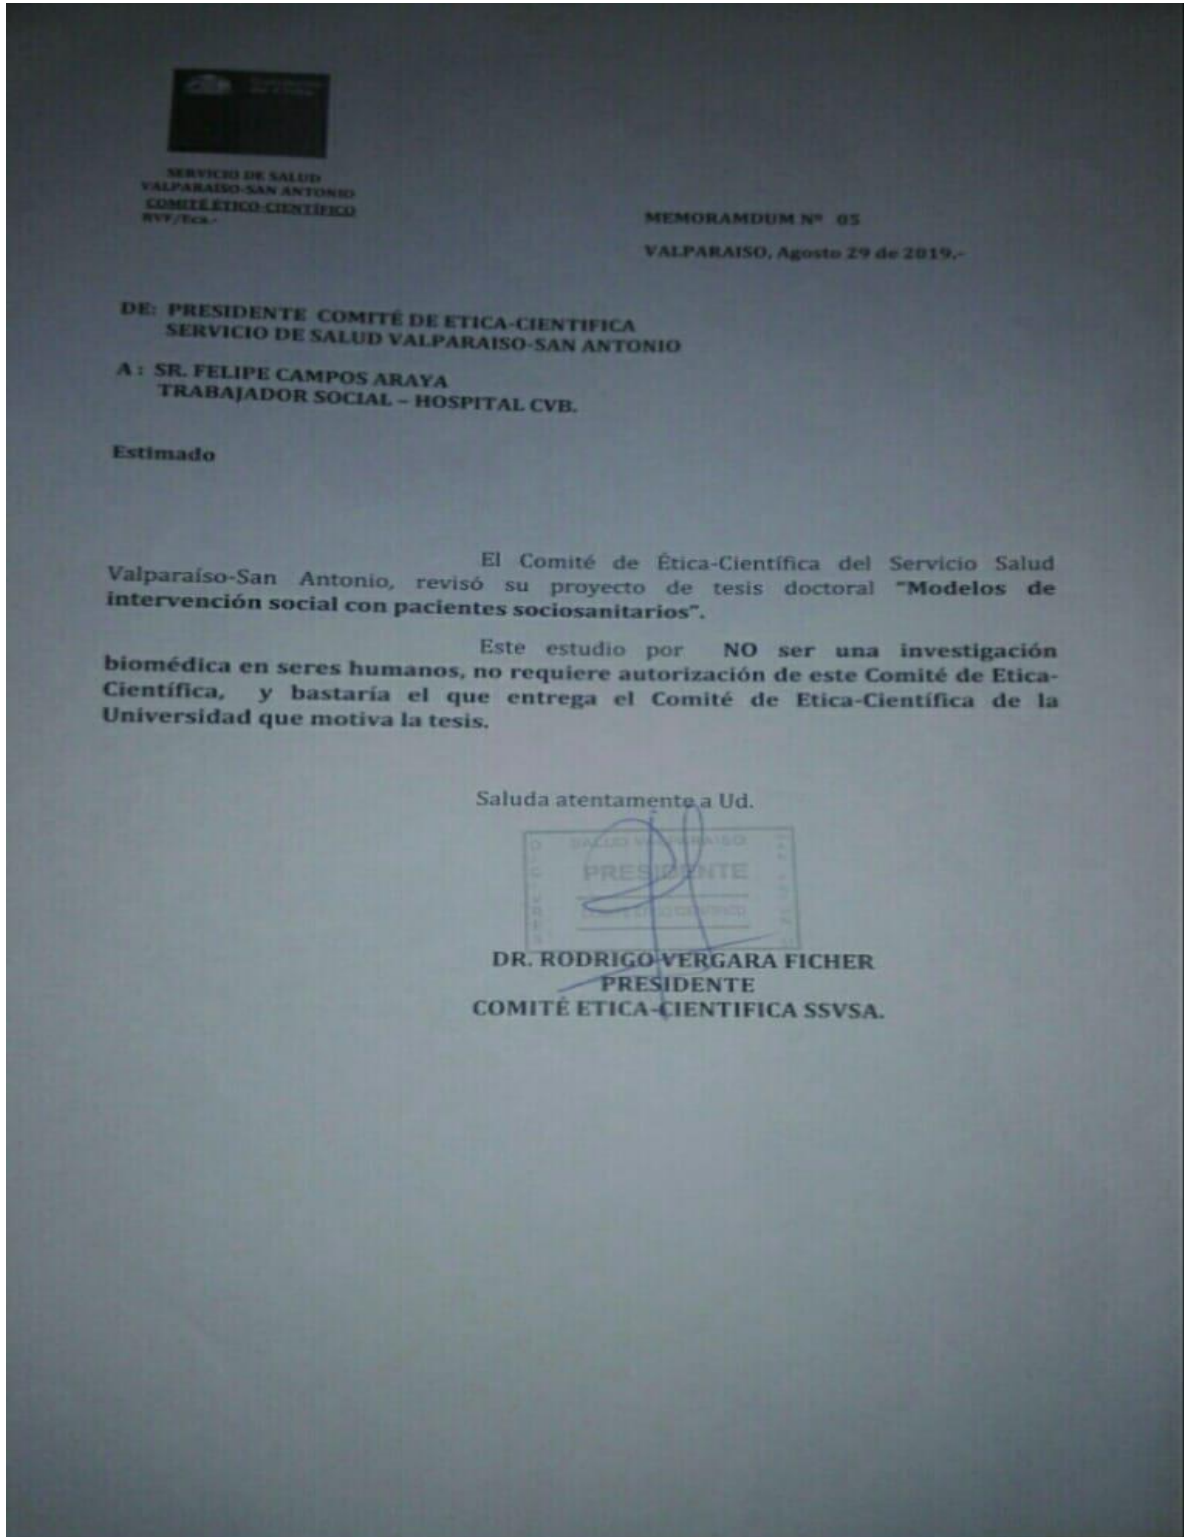 SERVICIO DE SALUD
VALPARAISO-SAN ANTONIO
COMITÉ ÉTICO-CIENTÍFICO
RVF/Eca.-
MEMORAMDUM Nº 05
VALPARAISO, Agosto 29 de 2019.-
DE: PRESIDENTE COMITÉ DE ETICA-CIENTIFICA
SERVICIO DE SALUD VALPARAISO-SAN ANTONIO
A : SR. FELIPE CAMPOS ARAYA
TRABAJADOR SOCIAL – HOSPITAL CVB.
Estimado
El Comité de Ética-Científica del Servicio Salud
Valparaíso-San Antonio, revisó su proyecto de tesis doctoral “Modelos de
intervención social con pacientes sociosanitarios”.
Este estudio por NO ser una investigación
biomédica en seres humanos, no requiere autorización de este Comité de Etica-
Científica, y bastaría el que entrega el Comité de Etica-Científica de la
Universidad que motiva la tesis.
Saluda atentamente a Ud.
SALUD VALPARAISO
PRESIDENTE
DR. RODRIGO VERGARA FICHER
PRESIDENTE
COMITÉ ETICA-CIENTIFICA SSVSA.